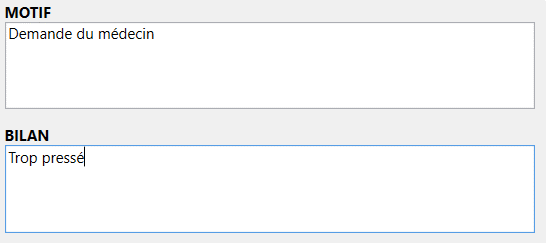 MOTIF
Demande du médecin
BILAN
Trop pressé